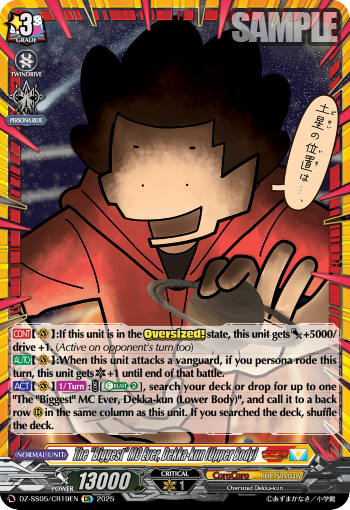 SAMPLE
3
GRADE
TWINDRIVE
PERSONA RIDE
土星の位置は…、
どせい いち
CONT【 】:If this unit is in the Oversized! state, this unit gets +5000/
drive +1. (Active on opponent's turn too)
AUTO【 】:When this unit attacks a vanguard, if you persona rode this
turn, this unit gets +1 until end of that battle.
ACT【 】1/Turn:【 】[E-BLAST 2], search your deck or drop for up to one
"The "Biggest" MC Ever, Dekka-kun (Lower Body)", and call it to a back
row in the same column as this unit. If you searched the deck, shuffle
the deck.
NORMAL UNIT
The "Biggest" MC Ever, Dekka-kun (Upper Body)
POWER 13000
CRITICAL
1
CoroCoro
Oversized Dekka-kun
DZ-SS05/CR19EN
2025
©あずまかなき/小学館